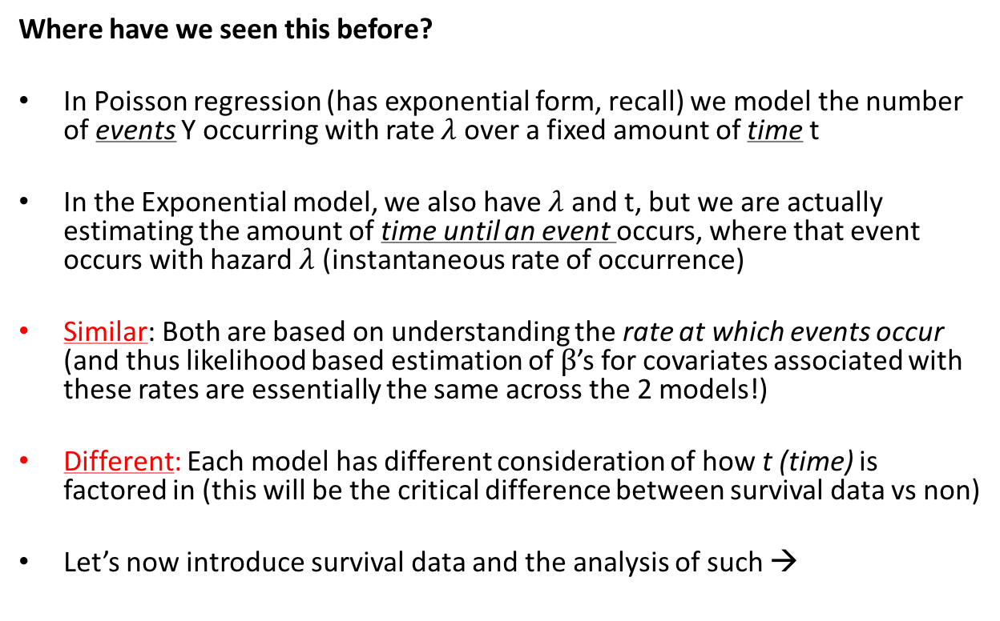 Where have we seen this before?
• In Poisson regression (has exponential form, recall) we model the number
of events Y occurring with rate λ over a fixed amount of time t
• In the Exponential model, we also have λ and t, but we are actually
estimating the amount of time until an event occurs, where that event
occurs with hazard λ (instantaneous rate of occurrence)
• Similar: Both are based on understanding the rate at which events occur
(and thus likelihood based estimation of β’s for covariates associated with
these rates are essentially the same across the 2 models!)
• Different: Each model has different consideration of how t (time) is
factored in (this will be the critical difference between survival data vs non)
• Let’s now introduce survival data and the analysis of such →